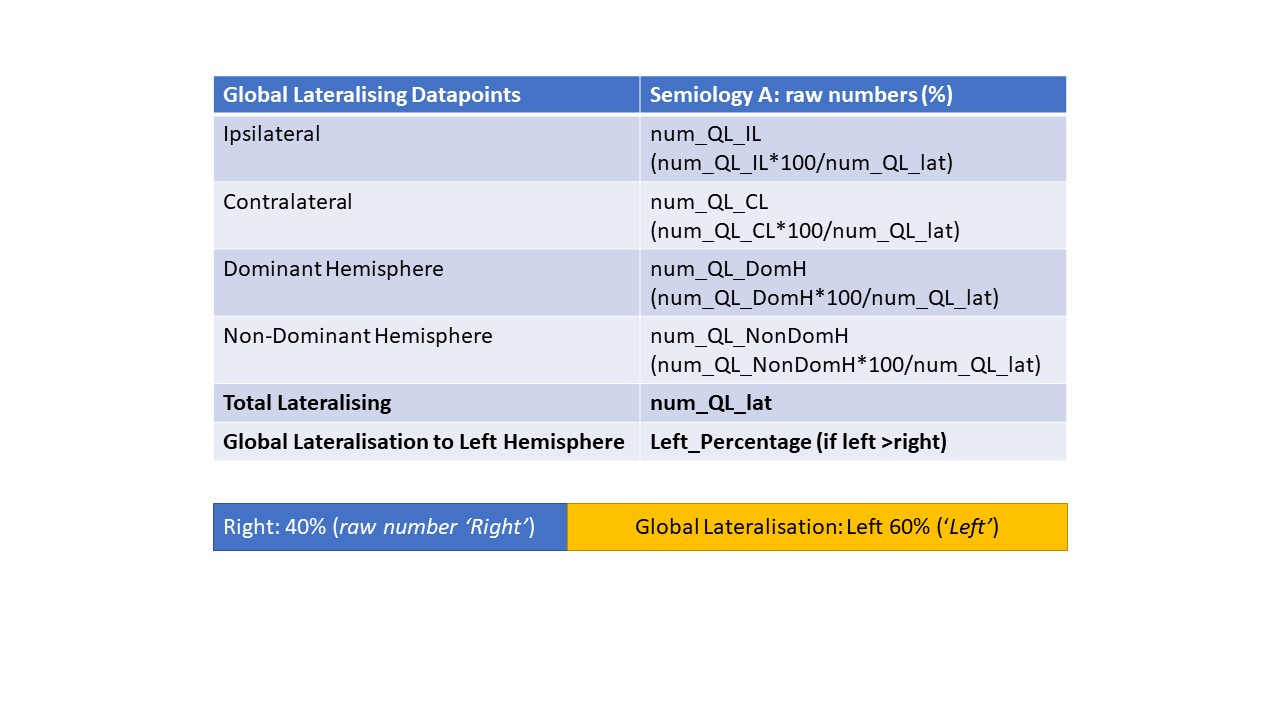 Global Lateralising Datapoints
Semiology A: raw numbers (%)
Ipsilateral
num_QL_IL
(num_QL_IL*100/num_QL_lat)
Contralateral
num_QL_CL
(num_QL_CL*100/num_QL_lat)
Dominant Hemisphere
num_QL_DomH
(num_QL_DomH*100/num_QL_lat)
Non-Dominant Hemisphere
num_QL_NonDomH
(num_QL_NonDomH*100/num_QL_lat)
Total Lateralising
num_QL_lat
Global Lateralisation to Left Hemisphere
Left_Percentage (if left >right)
Right: 40% (raw number ‘Right’)
Global Lateralisation: Left 60% (‘Left’)